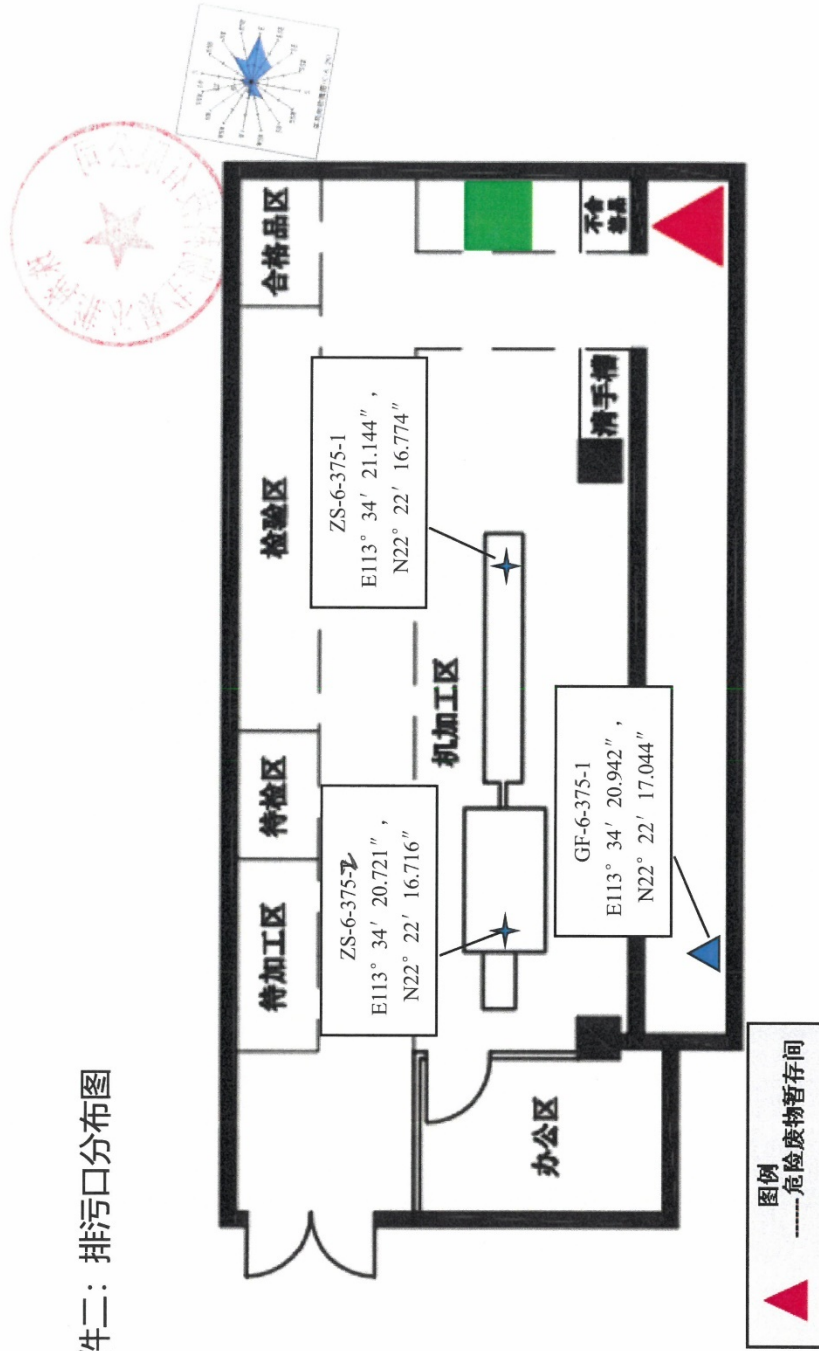 件二：排污口分布图
待加工区
待检区
检验区
合格品区
ZS-6-375-2
E113° 34′ 20.721″，
N22° 22′ 16.716″
ZS-6-375-1
E113° 34′ 21.144″，
N22° 22′ 16.774″
机加工区
办公区
GF-6-375-1
E113° 34′ 20.942″，
N22° 22′ 17.044″
清手槽
不合
格品
图例
-----危险废物暂存间